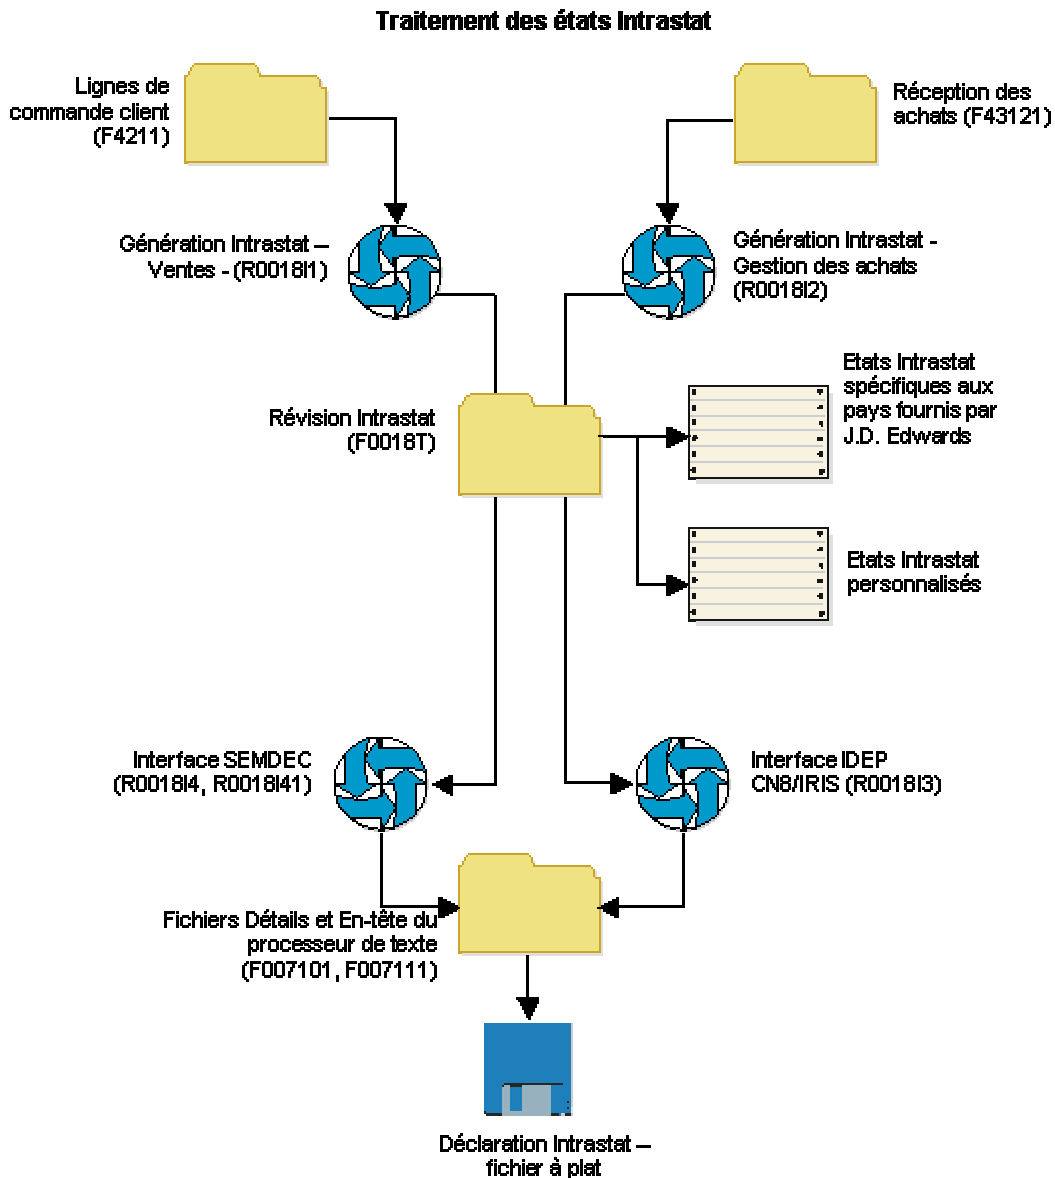 Traitement des états Intrastat
Lignes de
commande client
(F4211)
Réception des
achats (F43121)
Génération Intrastat –
Ventes - (R0018I1)
Génération Intrastat -
Gestion des achats
(R0018I2)
Etats Intrastat
spécifiques aux
pays fournis par
J.D. Edwards
Révision Intrastat
(F0018T)
Etats Intrastat
personnalisés
Interface SEMDEC
(R0018I4, R0018I41)
Interface IDEP
CN8/IRIS (R0018I3)
Fichiers Détails et En-tête du
processeur de texte
(F007101, F007111)
Déclaration Intrastat –
fichier à plat